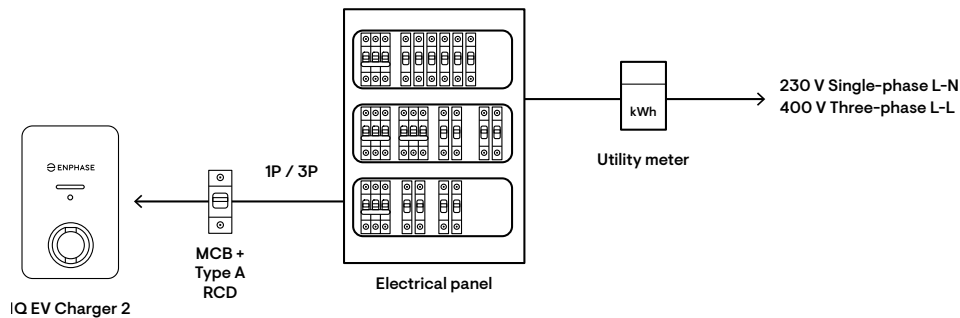 230 V Single-phase L-N
400 V Three-phase L-L
kWh
Utility meter
ENPHASE
1P / 3P
MCB +
Type A
RCD
Electrical panel
IQ EV Charger 2